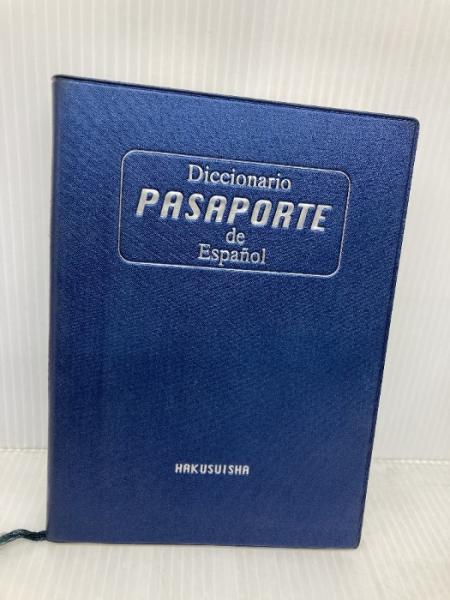 Diccionario
PASAPORTE
de
Español
HAKUSUISHA